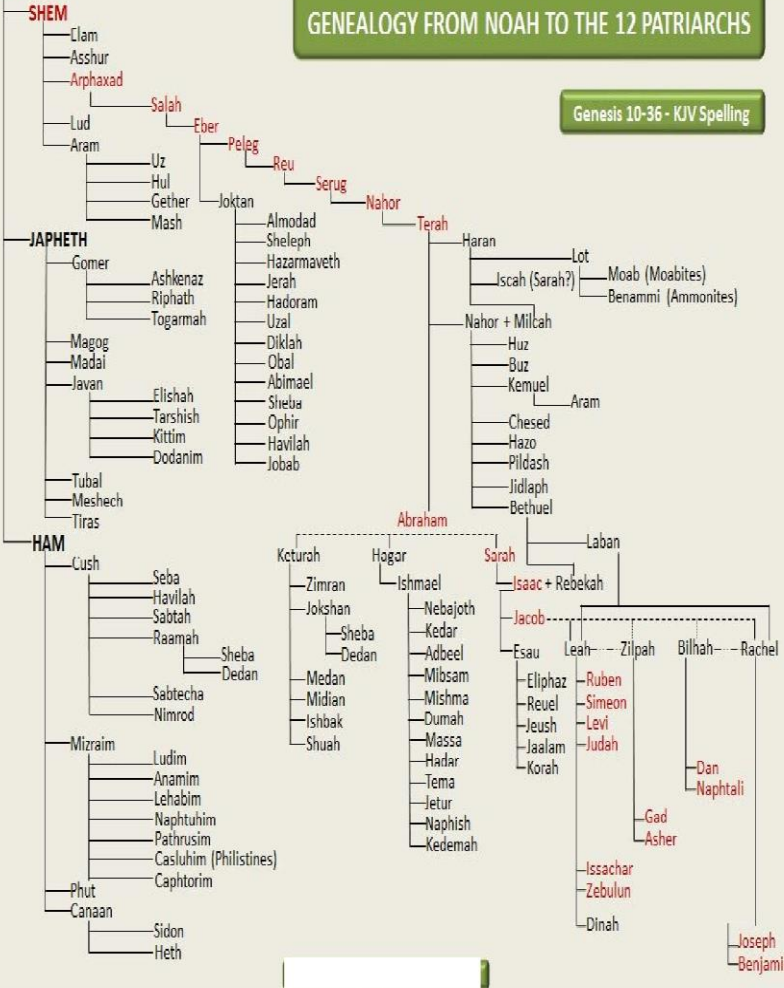 GENEALOGY FROM NOAH TO THE 12 PATRIARCHS
Genesis 10-36 - KJV Spelling
SHEM
Elam
Asshur
Arphaxad
Salah
Eber
Peleg
Reu
Serug
Nahor
Terah
Lud
Aram
Uz
Hul
Gether
Mash
Joktan
Almodad
Sheleph
Hazarmaveth
Jerah
Hadoram
Uzal
Diklah
Obal
Abimael
Sheba
Ophir
Havilah
Jobab
Haran
Lot
Iscah (Sarah?)
Moab (Moabites)
Benammi (Ammonites)
Nahor + Milcah
Huz
Buz
Kemuel
Aram
Chesed
Hazo
Pildash
Jidlaph
Bethuel
Laban
JAPHETH
Gomer
Ashkenaz
Riphath
Togarmah
Magog
Madai
Javan
Elishah
Tarshish
Kittim
Dodanim
Tubal
Meshech
Tiras
HAM
Cush
Seba
Havilah
Sabtah
Raamah
Sheba
Dedan
Sabtecha
Nimrod
Mizraim
Ludim
Anamim
Lehabim
Naphtuhim
Pathrusim
Casluhim (Philistines)
Caphtorim
Phut
Canaan
Sidon
Heth
Abraham
Keturah
Hagar
Sarah
Zimran
Jokshan
Sheba
Dedan
Medan
Midian
Ishbak
Shuah
Ishmael
Nebajoth
Kedar
Adbeel
Mibsam
Mishma
Dumah
Massa
Hadar
Tema
Jetur
Naphish
Kedemah
Isaac + Rebekah
Jacob
Esau
Eliphaz
Reuel
Jeush
Jaalam
Korah
Leah
Zilpah
Bilhah
Rachel
Ruben
Simeon
Levi
Judah
Dan
Naphtali
Gad
Asher
Issachar
Zebulun
Dinah
Joseph
Benjami